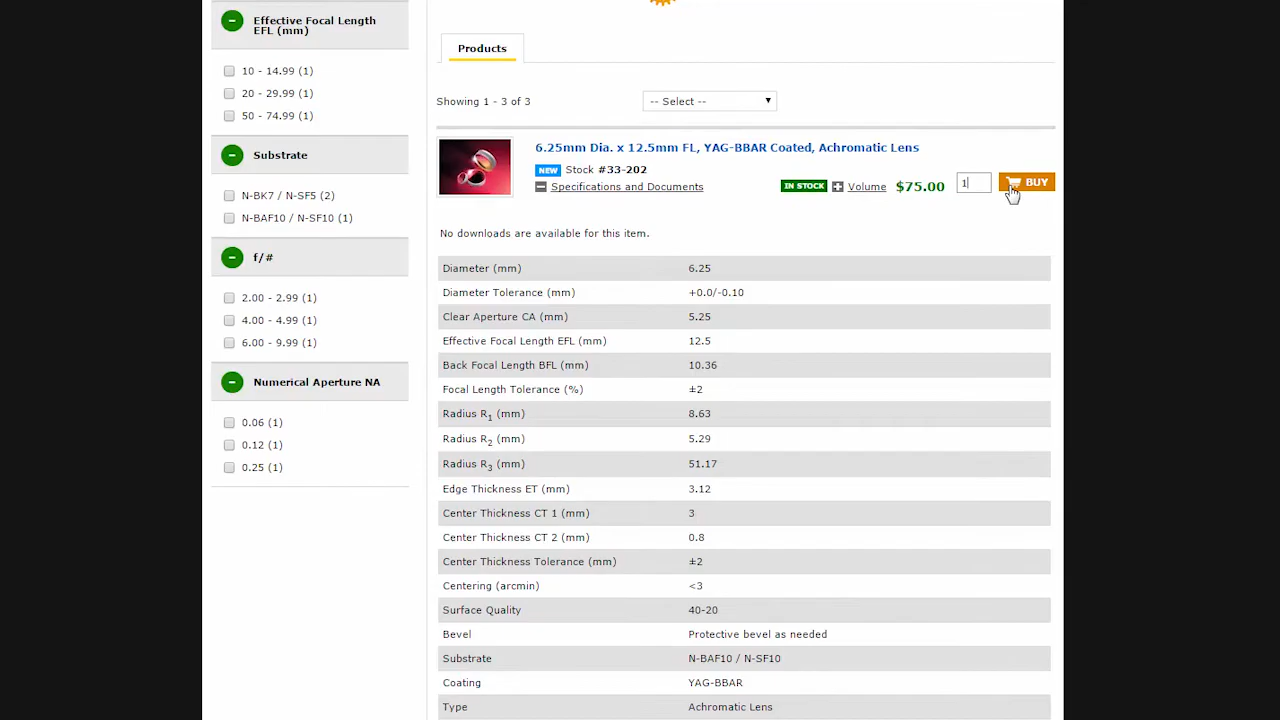 Effective Focal Length
EFL (mm)
10 - 14.99 (1)
20 - 29.99 (1)
50 - 74.99 (1)
Substrate
N-BK7 / N-SF5 (2)
N-BAF10 / N-SF10 (1)
f/#
2.00 - 2.99 (1)
4.00 - 4.99 (1)
6.00 - 9.99 (1)
Numerical Aperture NA
0.06 (1)
0.12 (1)
0.25 (1)
Products
Showing 1 - 3 of 3
-- Select --
6.25mm Dia. x 12.5mm FL, YAG-BBAR Coated, Achromatic Lens
NEW Stock #33-202
Specifications and Documents
IN STOCK Volume $75.00 1 BUY
No downloads are available for this item.
Diameter (mm) 6.25
Diameter Tolerance (mm) +0.0/-0.10
Clear Aperture CA (mm) 5.25
Effective Focal Length EFL (mm) 12.5
Back Focal Length BFL (mm) 10.36
Focal Length Tolerance (%) ±2
Radius R1 (mm) 8.63
Radius R2 (mm) 5.29
Radius R3 (mm) 51.17
Edge Thickness ET (mm) 3.12
Center Thickness CT 1 (mm) 3
Center Thickness CT 2 (mm) 0.8
Center Thickness Tolerance (mm) ±2
Centering (arcmin) <3
Surface Quality 40-20
Bevel Protective bevel as needed
Substrate N-BAF10 / N-SF10
Coating YAG-BBAR
Type Achromatic Lens